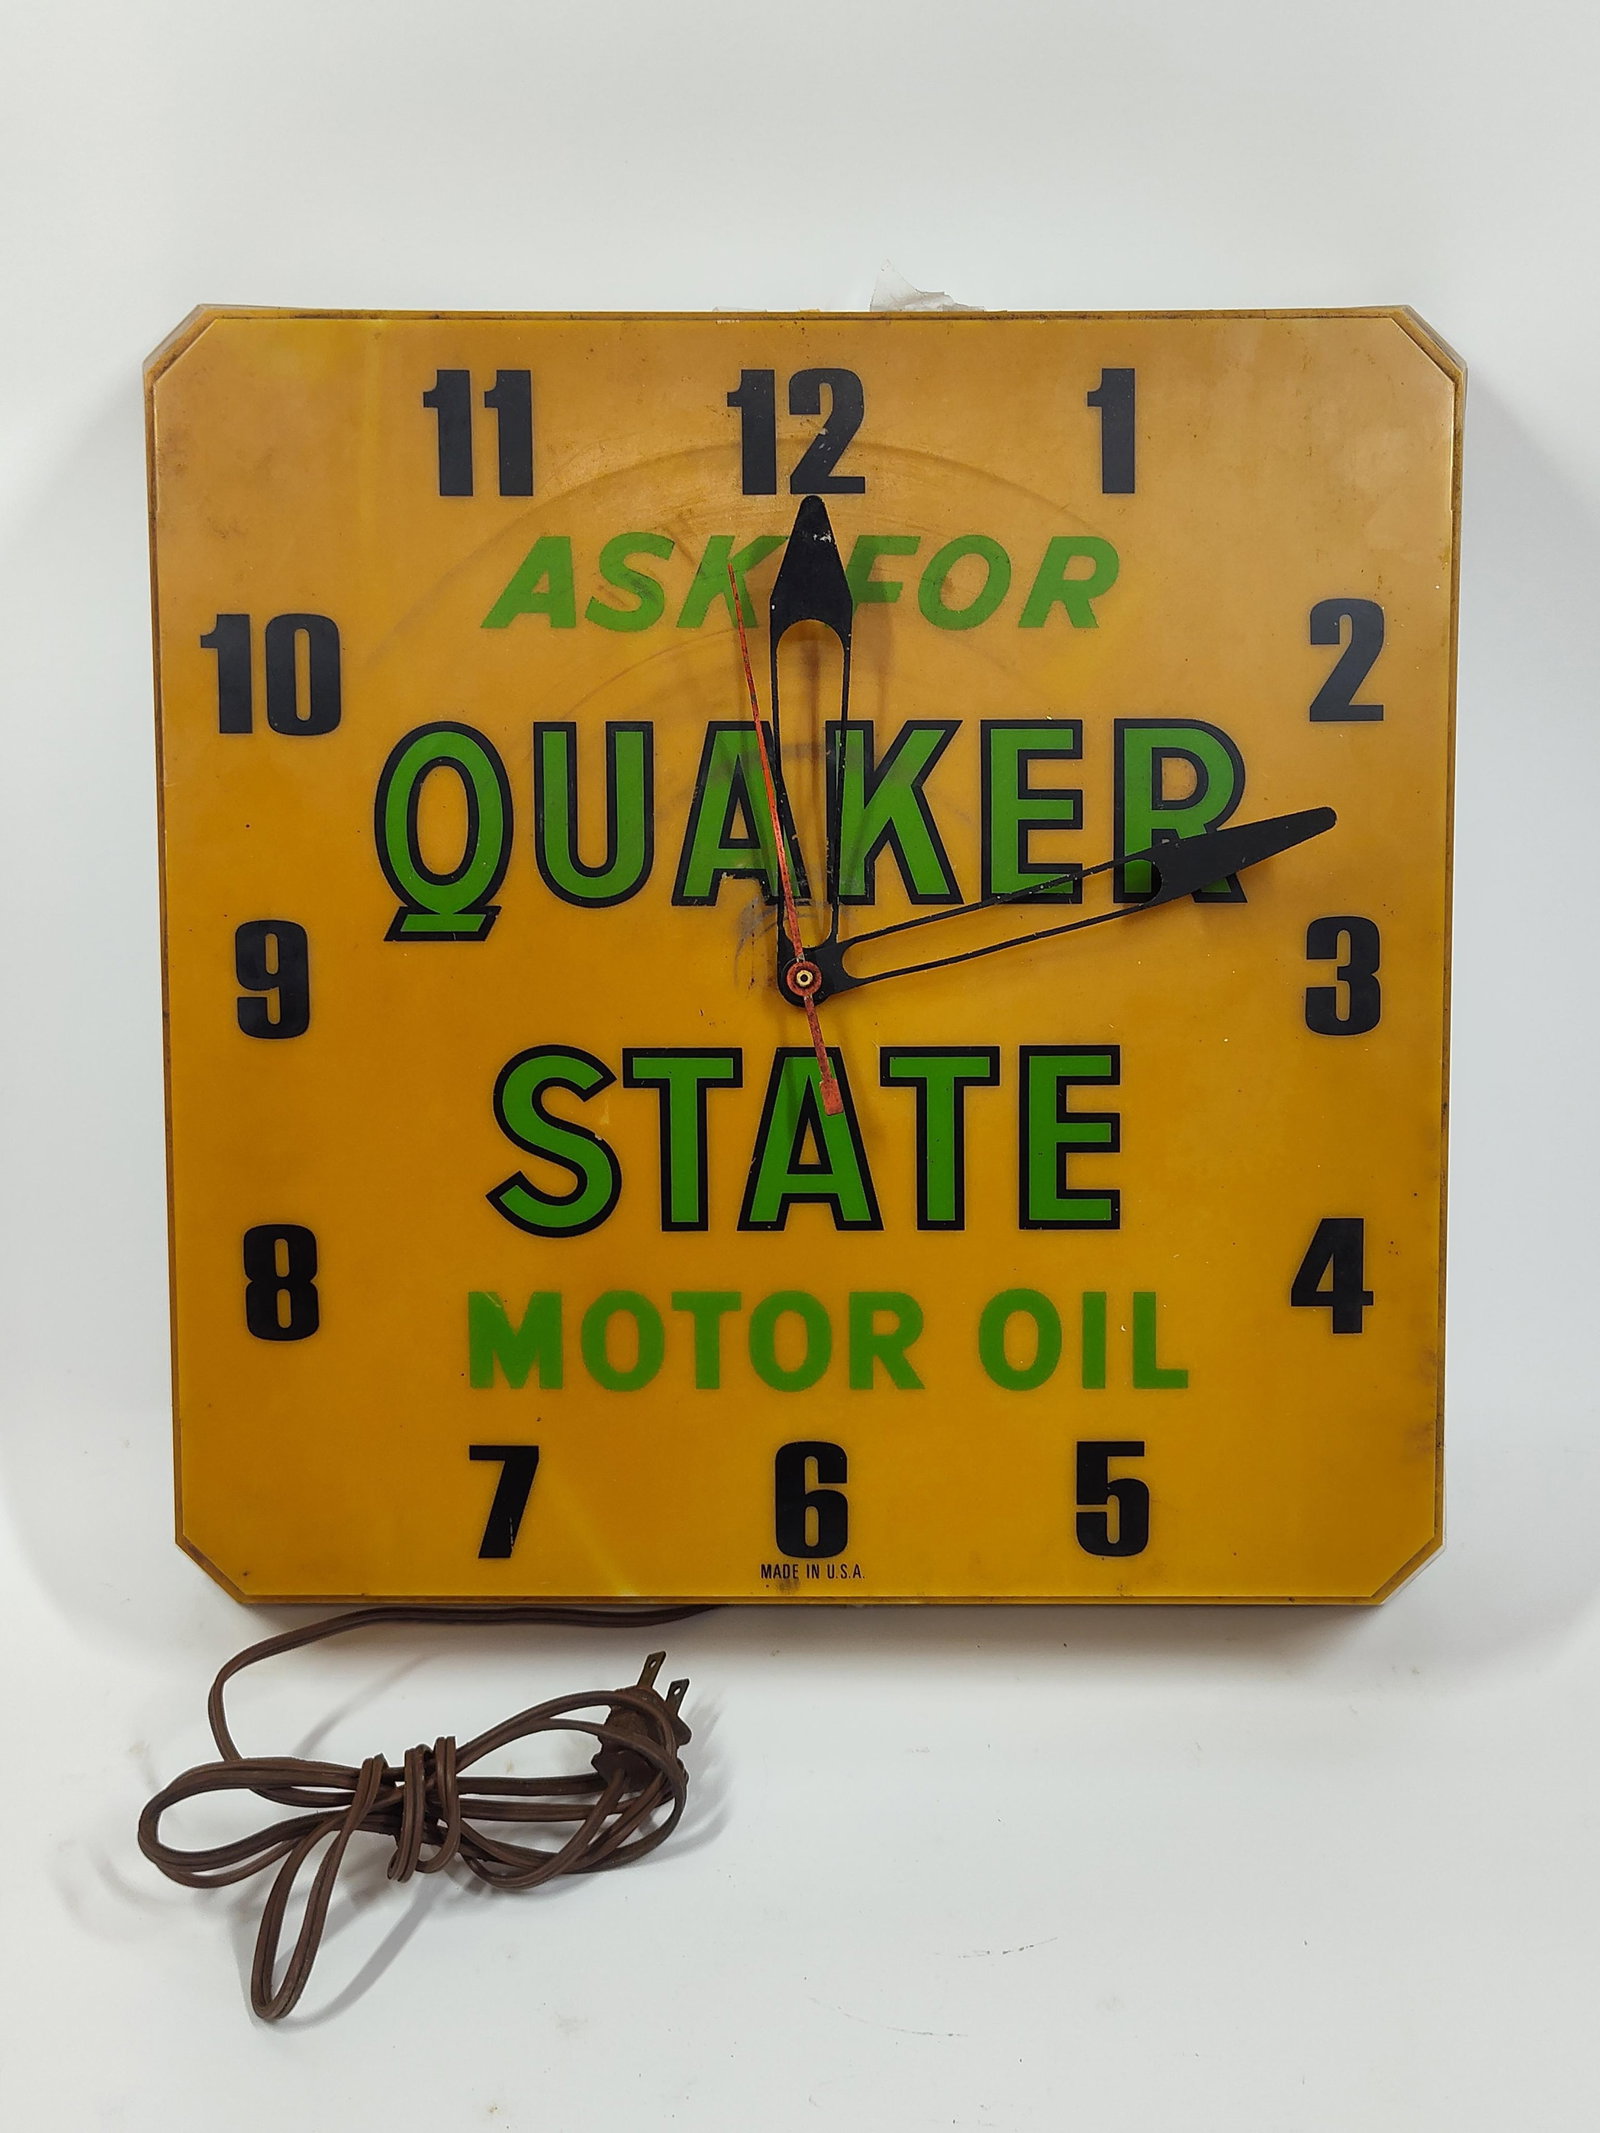 11 12 1
ASK FOR
10 2
QUAKER
9 3
STATE
8 4
MOTOR OIL
7 6 5
MADE IN U.S.A.